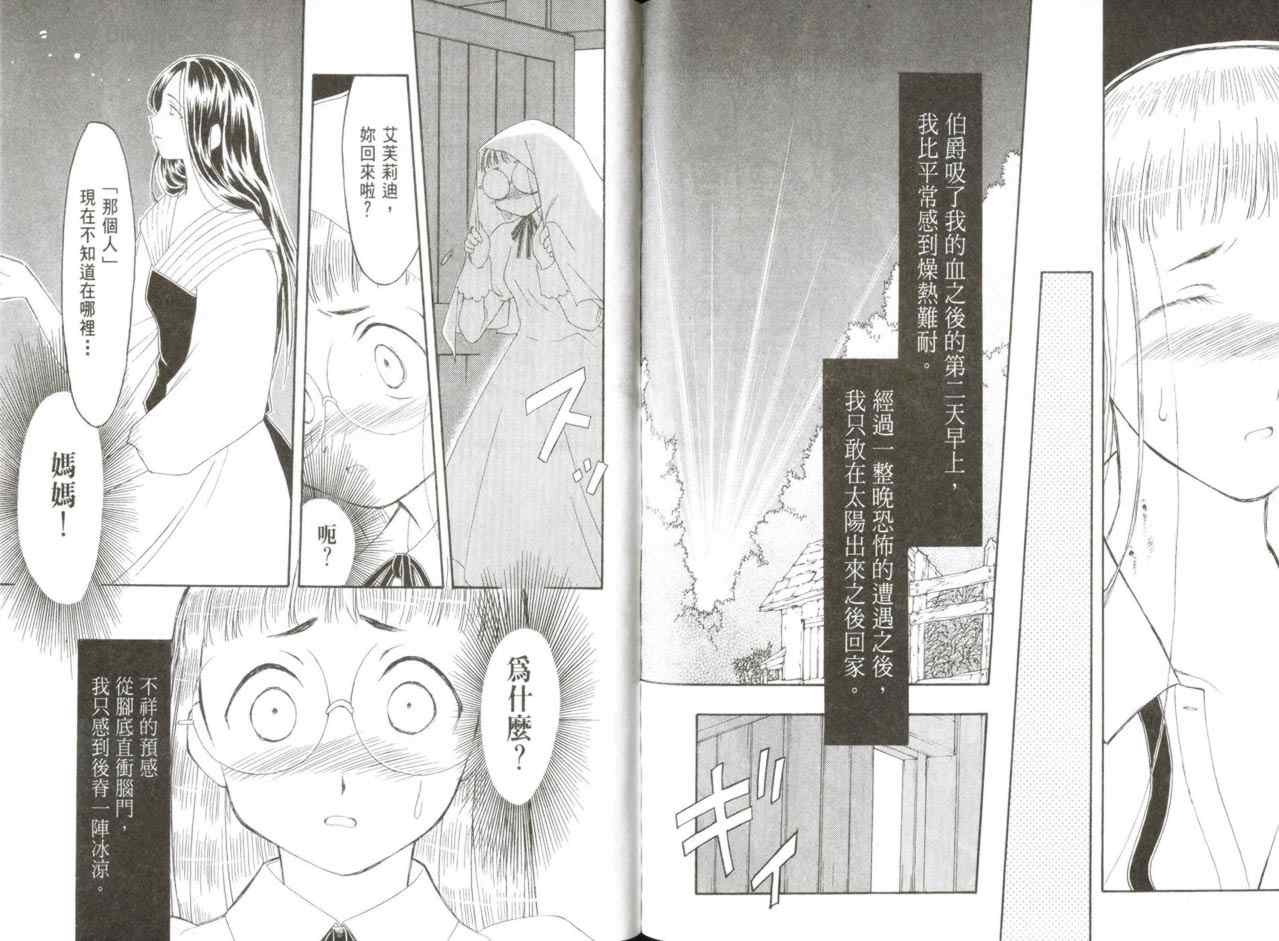 伯爵吸了我的血之後的第二天早上，
我比平常感到燥熱難耐。
經過一整晚恐怖的遭遇之後，
我只敢在太陽出來之後回家。
ギィ
ズッ
艾芙莉迪，
妳回來啦？
呃？
「那個人」
現在不知道在哪裡…
媽媽！
爲什麼？
不祥的預感
從腳底直衝腦門，
我只感到後脊一陣冰涼。